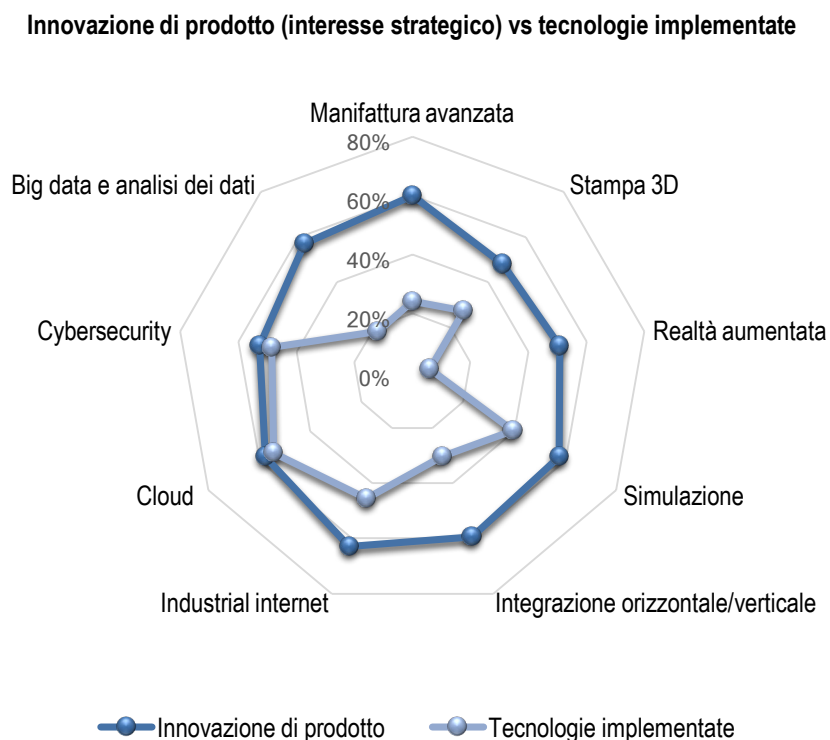 Innovazione di prodotto (interesse strategico) vs tecnologie implementate
Manifattura avanzata
80%
Big data e analisi dei dati
Stampa 3D
60%
40%
Cybersecurity
20%
Realtà aumentata
0%
Cloud
Simulazione
Industrial internet
Integrazione orizzontale/verticale
Innovazione di prodotto
Tecnologie implementate